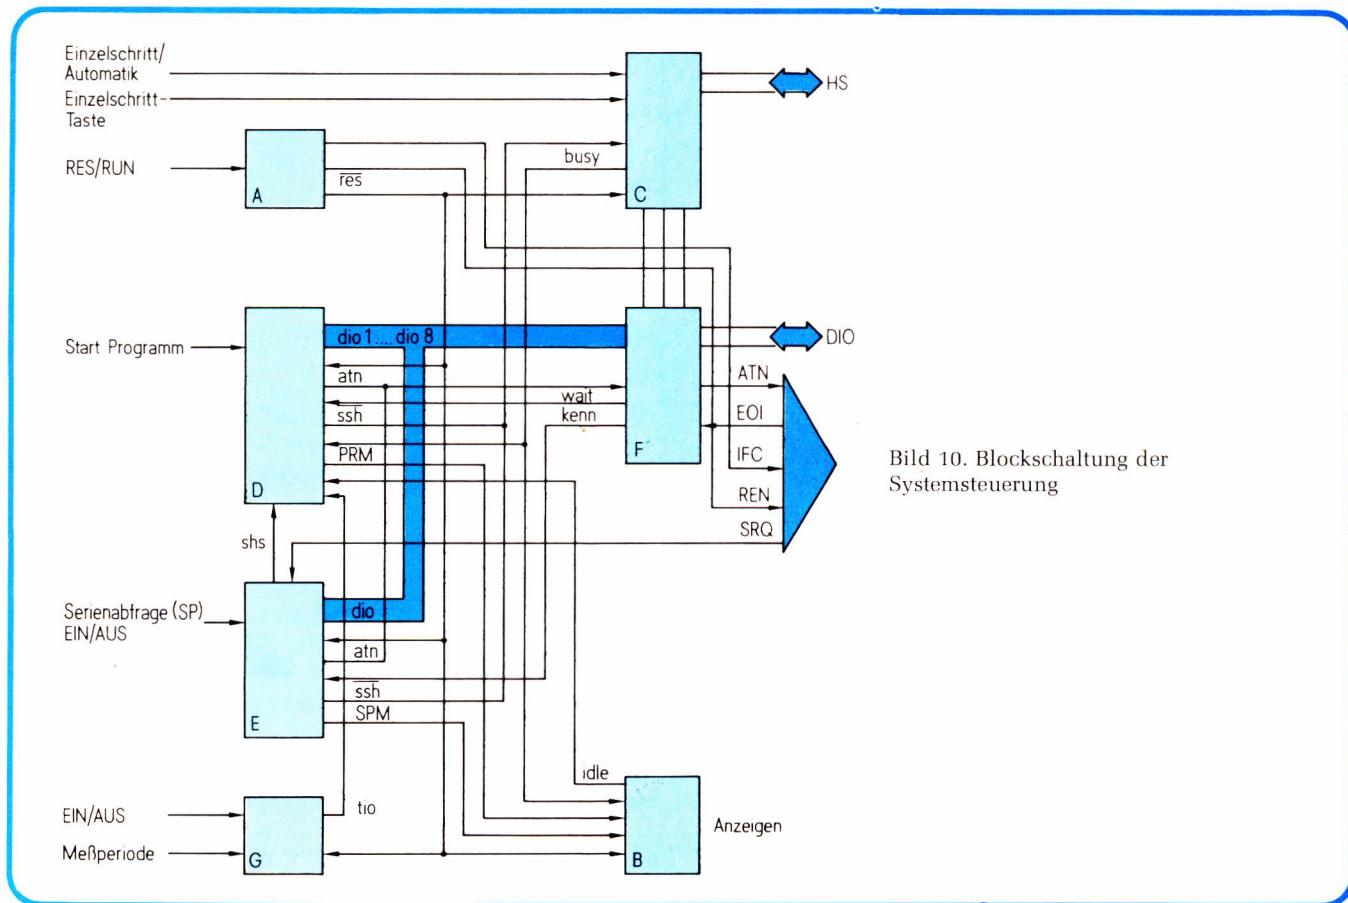 Einzelschritt/
Automatik
Einzelschritt-
Taste
HS
RES/RUN
A
res
busy
C
Start Programm
dio 1 .... dio 8
DIO
atn
wait
ATN
ssh
kenn
EOI
PRM
F
IFC
D
REN
shs
SRQ
Bild 10. Blockschaltung der
Systemsteuerung
Serienabfrage (SP)
EIN/AUS
dio
atn
ssh
SPM
E
idle
EIN/AUS
tio
Anzeigen
Meßperiode
G
B